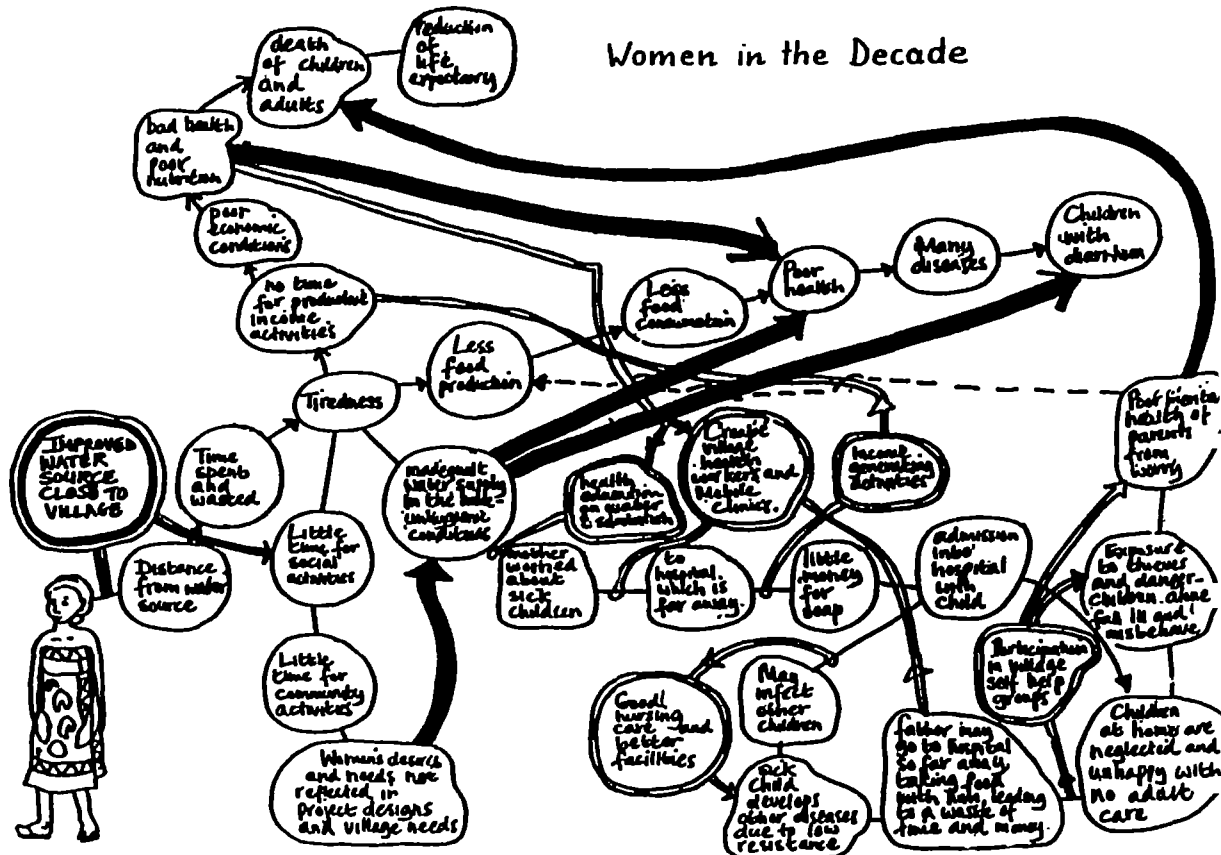 Women in the Decade
death
of children
and
adults
reduction
of
life
expectancy
bad health
and
poor
nutrition
poor
economic
conditions
no time
for product
income
activities
Less
food
production
Less
food
consumation
Poor
health
Many
diseases
Children
with
Tiredness
IMPROVED
WATER
SOURCE
CLOSE TO
VILLAGE
Time
spent
and
wasted
Distance
from water
source
Little
time for
social
activities
Little
time for
community
activities
Women's desires
and needs not
reflected in
project designs
and village needs
water supply
in the
conditions
health
education
on water
& sanitation
Create
village
health
workers and
Mobile
clinics.
Income
generating
activities
mother
worried
about
sick
children
to
hospital.
which is
far away.
little
money
for
soap
admission
into
hospital
with
child
Poor
health of
parents
from
worry
Exposure
to thieves
and danger-
children alone
fall ill and
misbehave
Participation
in village
self help
groups
Children
at home are
neglected and
unhappy with
no adult
care
Good
nursing
care and
better
facilities
May
infect
other
children
sick
child
develops
other diseases
due to low
resistance
father may
go to hospital
so far away
taking food
with him, leading
to a waste of
time and money.